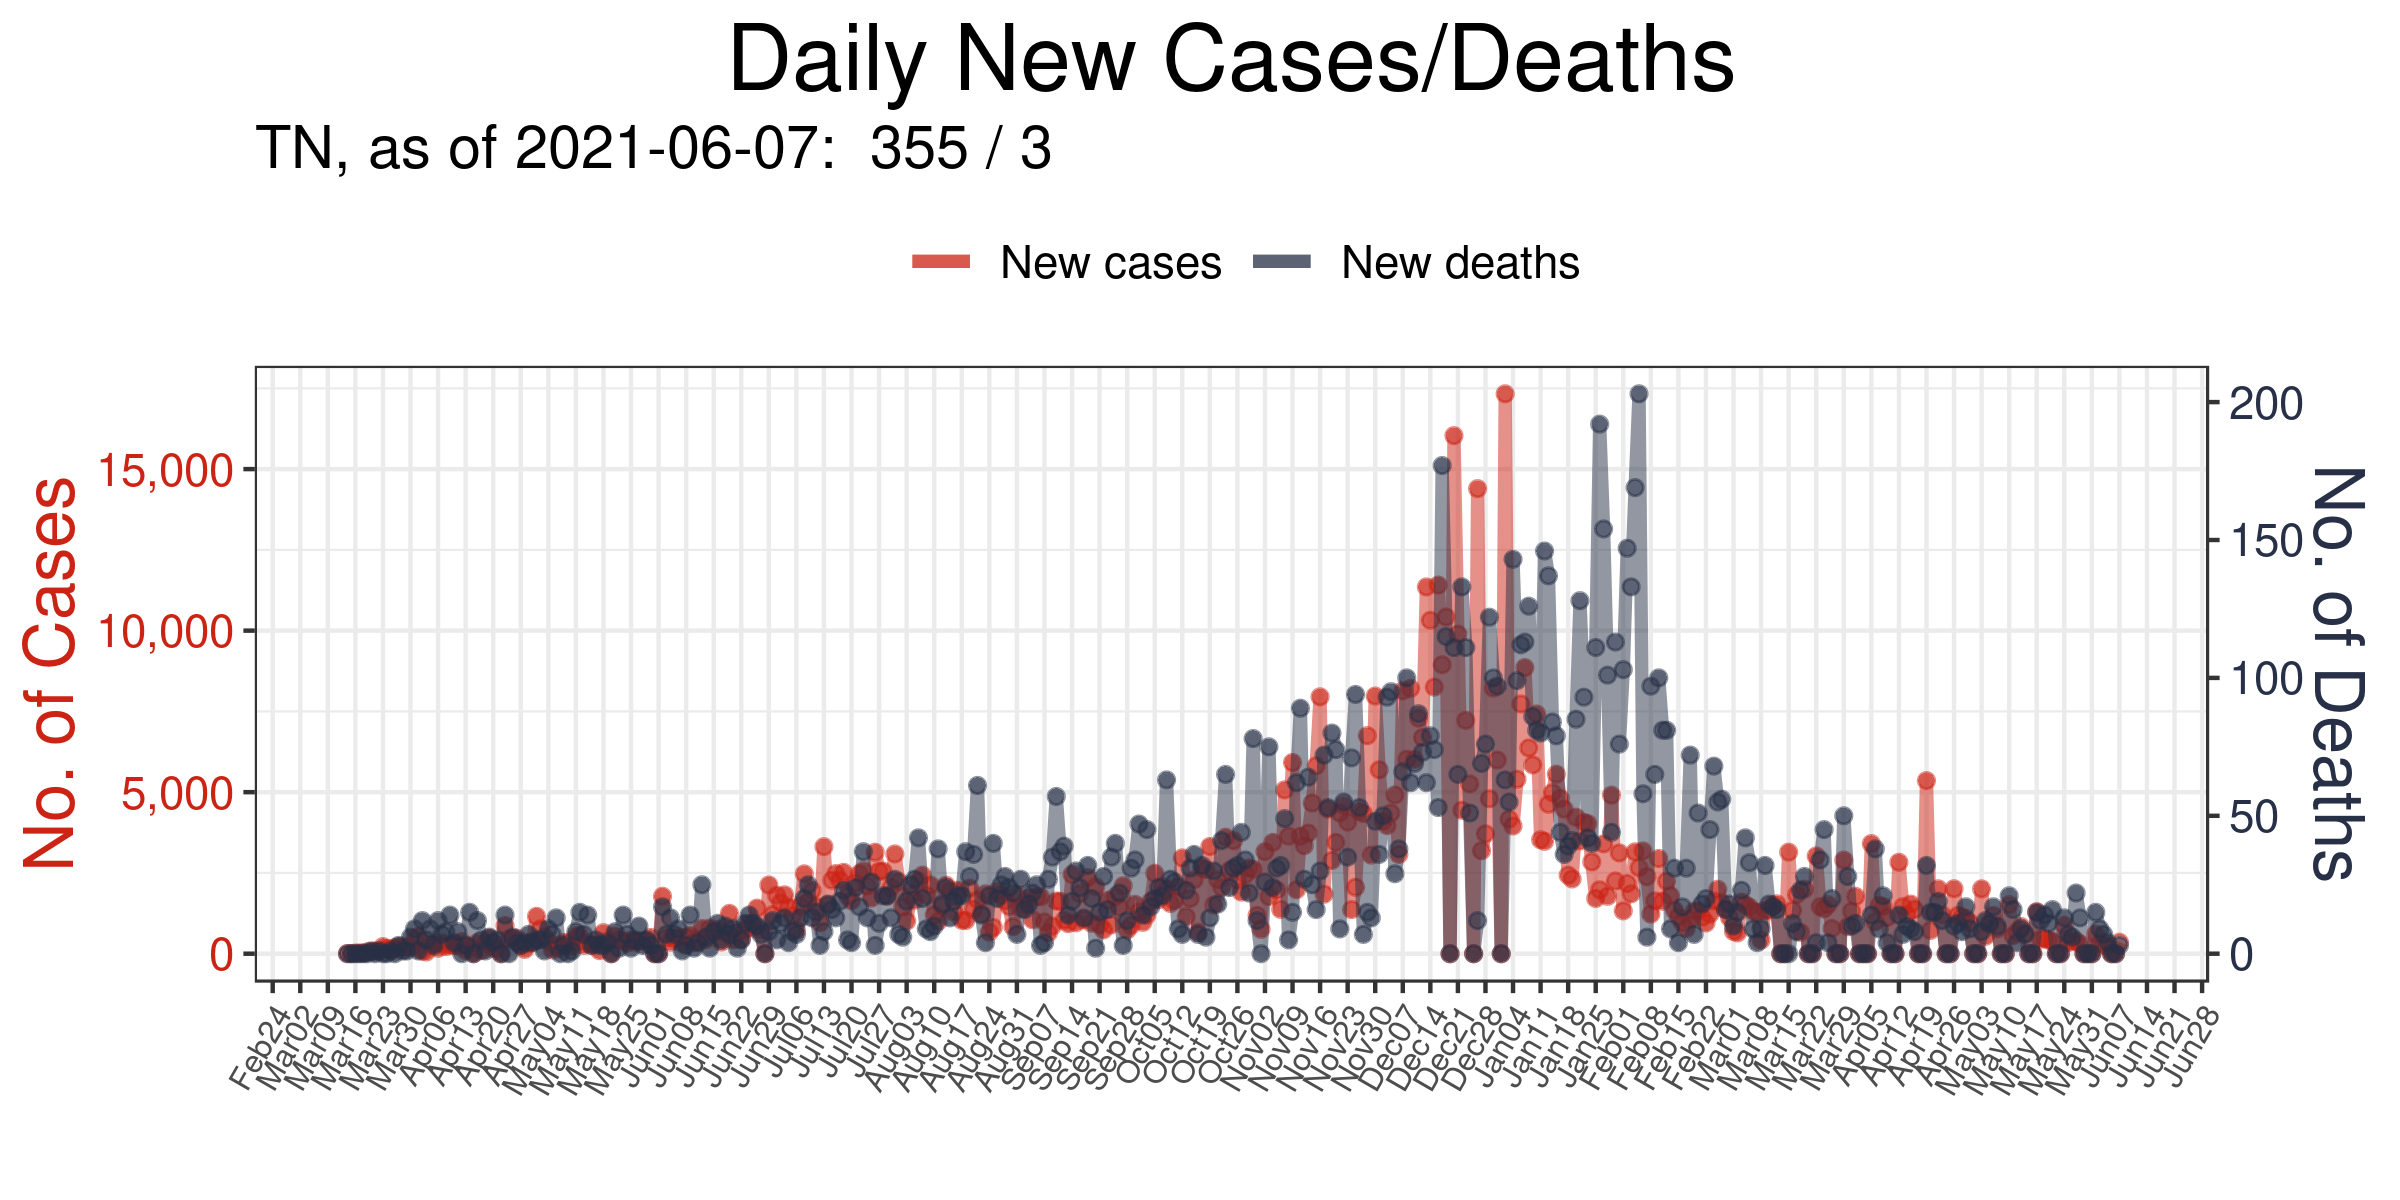 Daily New Cases/Deaths
TN, as of 2021-06-07:  355 / 3
New cases
New deaths
No. of Cases
15,000
10,000
5,000
0
200
150
100
50
0
No. of Deaths
Feb24
Mar02
Mar09
Mar16
Mar23
Mar30
Apr06
Apr13
Apr20
Apr27
May04
May11
May18
May25
Jun01
Jun08
Jun15
Jun22
Jun29
Jul06
Jul13
Jul20
Jul27
Aug03
Aug10
Aug17
Aug24
Aug31
Sep07
Sep14
Sep21
Sep28
Oct05
Oct12
Oct19
Oct26
Nov02
Nov09
Nov16
Nov23
Nov30
Dec07
Dec14
Dec21
Dec28
Jan04
Jan11
Jan18
Jan25
Feb01
Feb08
Feb15
Feb22
Mar01
Mar08
Mar15
Mar22
Mar29
Apr05
Apr12
Apr19
Apr26
May03
May10
May17
May24
May31
Jun07
Jun14
Jun21
Jun28